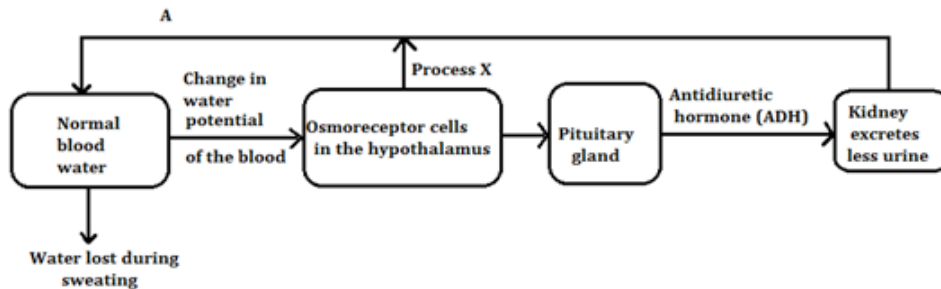 A
Process X
Change in
water
potential
of the blood
Normal
blood
water
Osmoreceptor cells
in the hypothalamus
Pituitary
gland
Antidiuretic
hormone (ADH)
Kidney
excretes
less urine
Water lost during
sweating